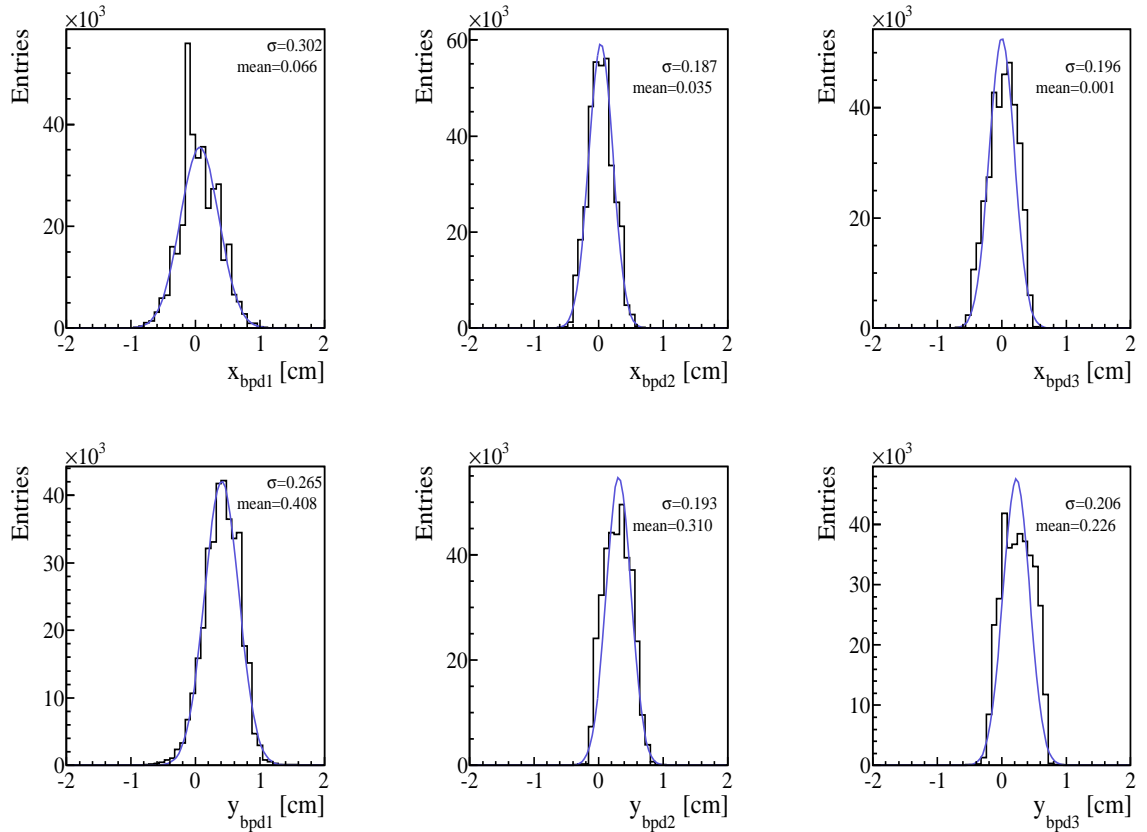 ×10³
Entries
σ=0.302
mean=0.066
60
40
20
0
-2 -1 0 1 2
x_bpd1 [cm]
×10³
Entries
σ=0.187
mean=0.035
60
40
20
0
-2 -1 0 1 2
x_bpd2 [cm]
×10³
Entries
σ=0.196
mean=0.001
40
20
0
-2 -1 0 1 2
x_bpd3 [cm]
×10³
Entries
σ=0.265
mean=0.408
40
30
20
10
0
-2 -1 0 1 2
y_bpd1 [cm]
×10³
Entries
σ=0.193
mean=0.310
40
20
0
-2 -1 0 1 2
y_bpd2 [cm]
×10³
Entries
σ=0.206
mean=0.226
40
30
20
10
0
-2 -1 0 1 2
y_bpd3 [cm]